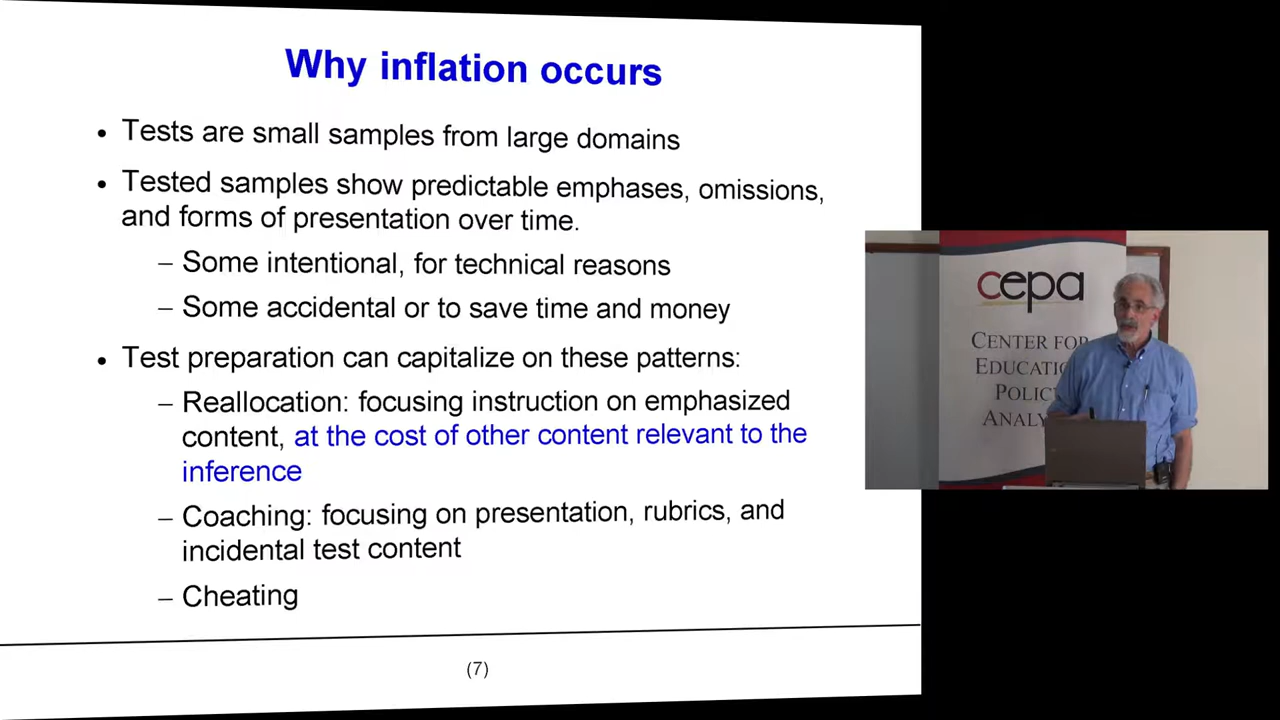 Why inflation occurs
• Tests are small samples from large domains
• Tested samples show predictable emphases, omissions,
and forms of presentation over time.
– Some intentional, for technical reasons
– Some accidental or to save time and money
• Test preparation can capitalize on these patterns:
– Reallocation: focusing instruction on emphasized
content, at the cost of other content relevant to the
inference
– Coaching: focusing on presentation, rubrics, and
incidental test content
– Cheating
(7)
cepa
CENTER FOR
EDUCATIO
POLIC
ANALY